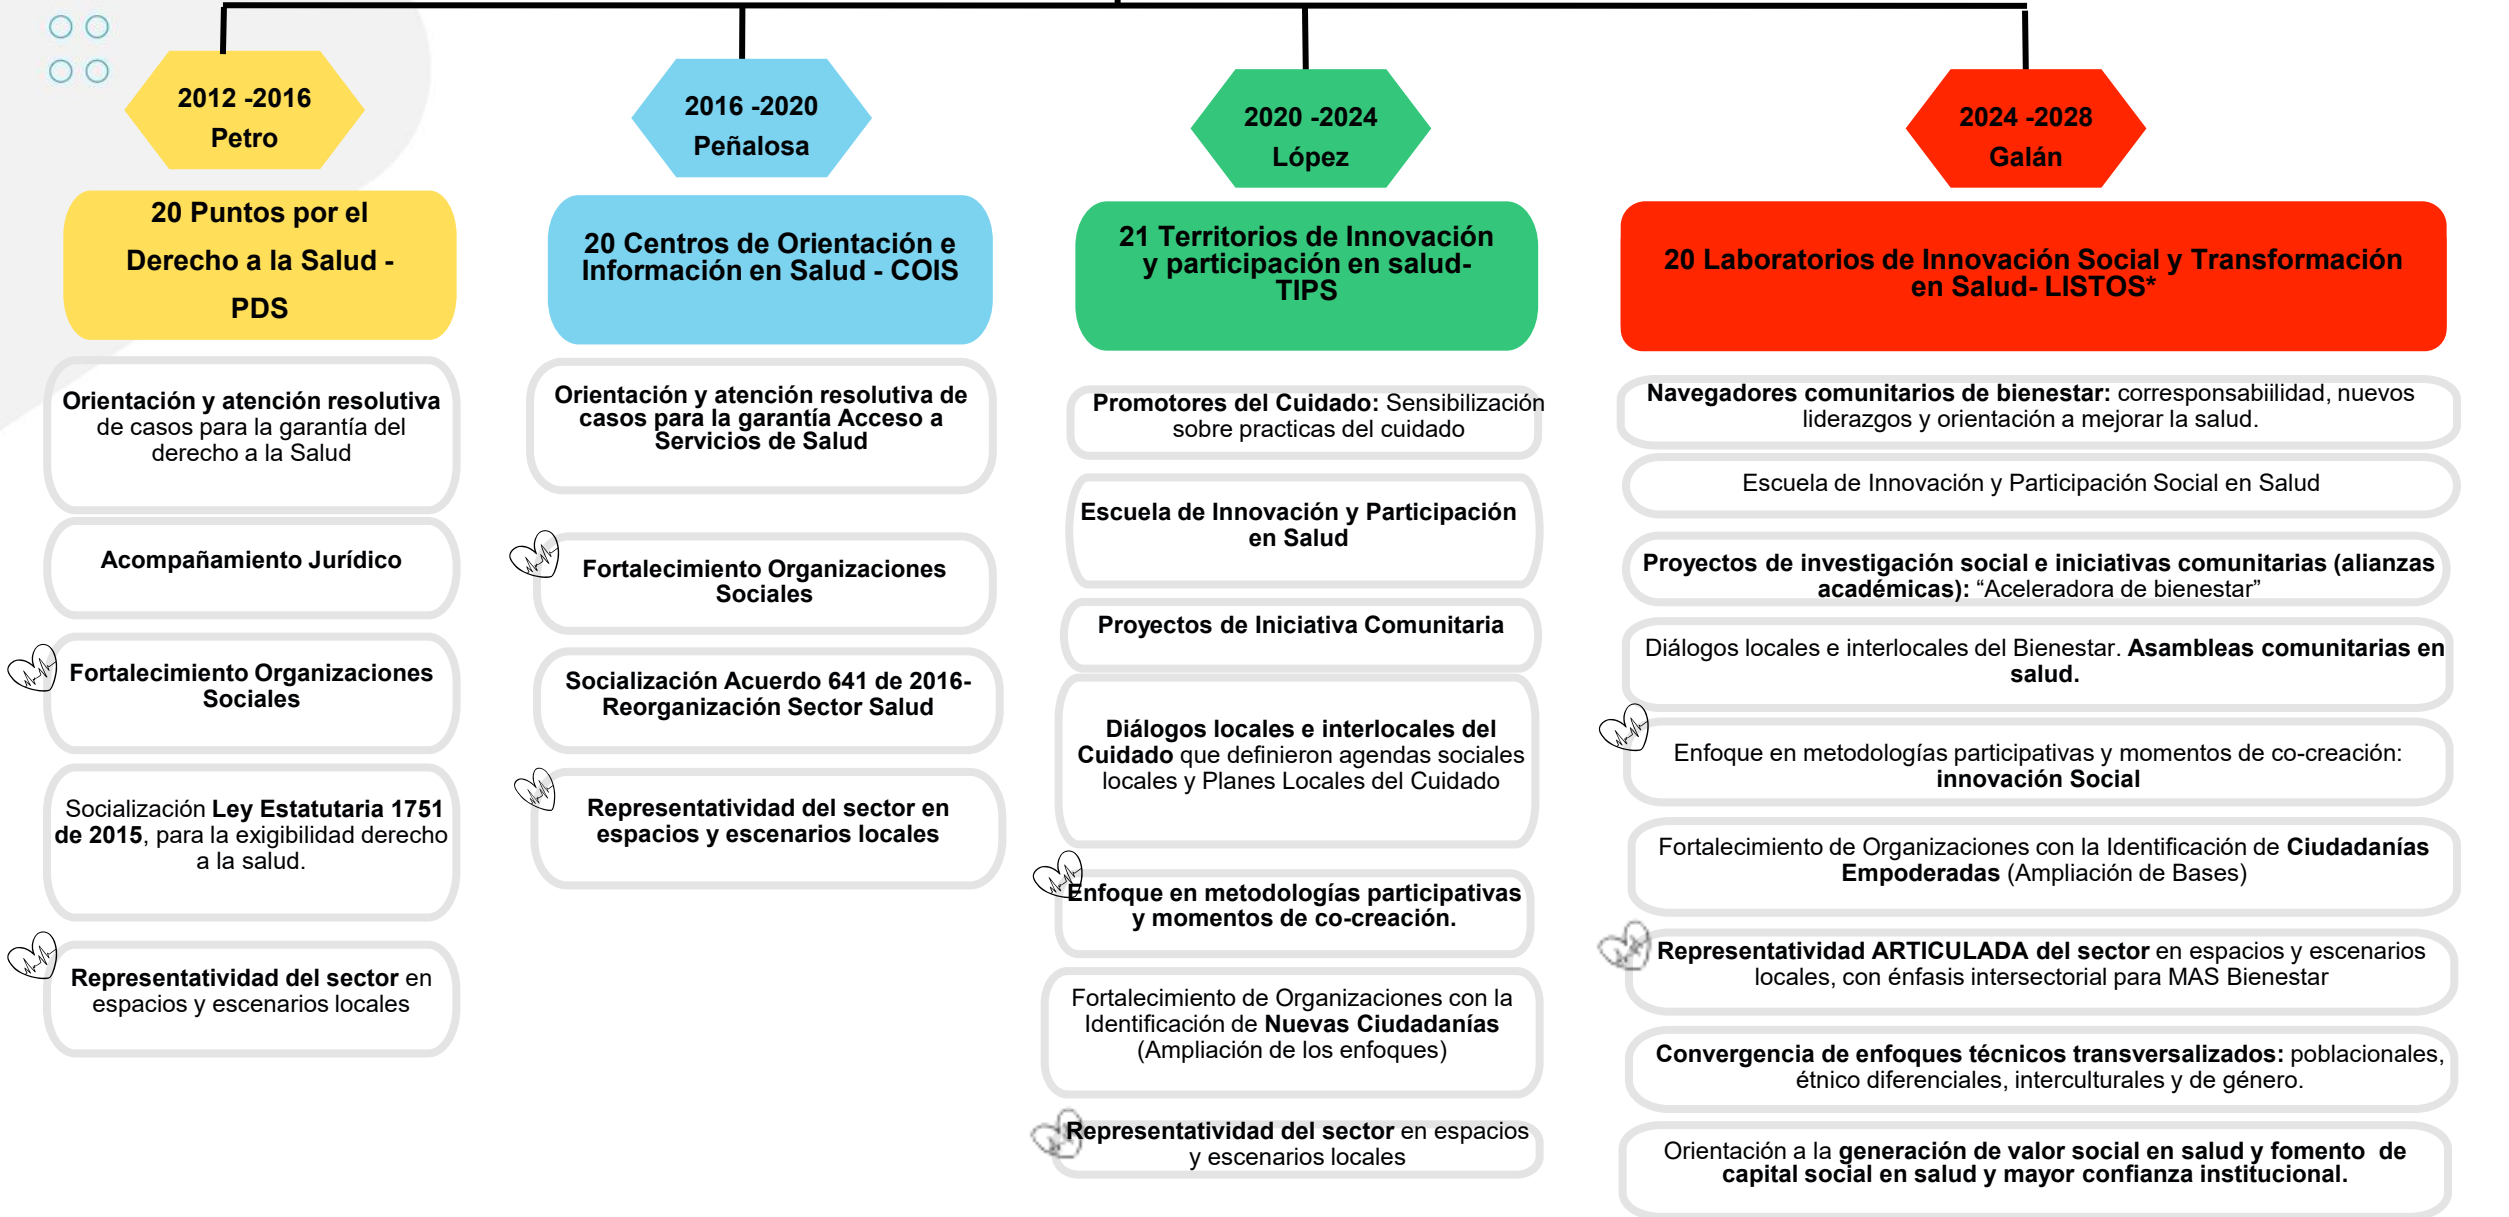 2012 -2016
Petro
20 Puntos por el
Derecho a la Salud -
PDS
Orientación y atención resolutiva
de casos para la garantía del
derecho a la Salud
Acompañamiento Jurídico
Fortalecimiento Organizaciones
Sociales
Socialización Ley Estatutaria 1751
de 2015, para la exigibilidad derecho
a la salud.
Representatividad del sector en
espacios y escenarios locales
2016 -2020
Peñalosa
20 Centros de Orientación e
Información en Salud - COIS
Orientación y atención resolutiva de
casos para la garantía Acceso a
Servicios de Salud
Fortalecimiento Organizaciones
Sociales
Socialización Acuerdo 641 de 2016-
Reorganización Sector Salud
Representatividad del sector en
espacios y escenarios locales
2020 -2024
López
21 Territorios de Innovación
y participación en salud-
TIPS
Promotores del Cuidado: Sensibilización
sobre practicas del cuidado
Escuela de Innovación y Participación
en Salud
Proyectos de Iniciativa Comunitaria
Diálogos locales e interlocales del
Cuidado que definieron agendas sociales
locales y Planes Locales del Cuidado
Enfoque en metodologías participativas
y momentos de co-creación.
Fortalecimiento de Organizaciones con la
Identificación de Nuevas Ciudadanías
(Ampliación de los enfoques)
Representatividad del sector en espacios
y escenarios locales
2024 -2028
Galán
20 Laboratorios de Innovación Social y Transformación
en Salud- LISTOS*
Navegadores comunitarios de bienestar: corresponsabiilidad, nuevos
liderazgos y orientación a mejorar la salud.
Escuela de Innovación y Participación Social en Salud
Proyectos de investigación social e iniciativas comunitarias (alianzas
académicas): “Aceleradora de bienestar”
Diálogos locales e interlocales del Bienestar. Asambleas comunitarias en
salud.
Enfoque en metodologías participativas y momentos de co-creación:
innovación Social
Fortalecimiento de Organizaciones con la Identificación de Ciudadanías
Empoderadas (Ampliación de Bases)
Representatividad ARTICULADA del sector en espacios y escenarios
locales, con énfasis intersectorial para MAS Bienestar
Convergencia de enfoques técnicos transversalizados: poblacionales,
étnico diferenciales, interculturales y de género.
Orientación a la generación de valor social en salud y fomento  de
capital social en salud y mayor confianza institucional.